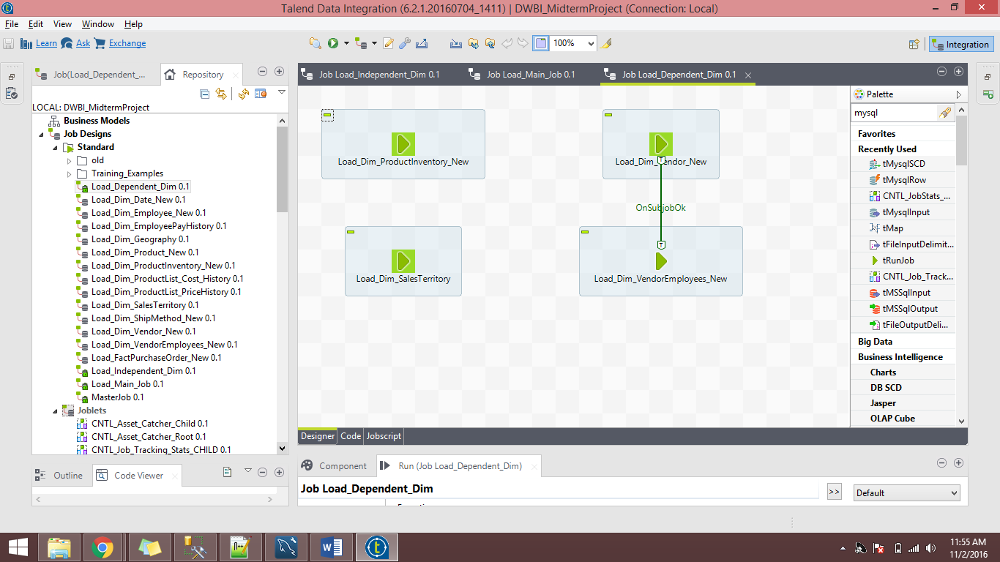 Talend Data Integration (6.2.1.20160704_1411) | DWBI_MidtermProject (Connection: Local)
File Edit View Window Help
Learn Ask Exchange
100%
Integration
Job(Load_Dependent_...
Repository
LOCAL: DWBI_MidtermProject
Business Models
Job Designs
Standard
old
Training_Examples
Load_Dependent_Dim 0.1
Load_Dim_Date_New 0.1
Load_Dim_Employee_New 0.1
Load_Dim_EmployeePayHistory 0.1
Load_Dim_Geography 0.1
Load_Dim_Product_New 0.1
Load_Dim_ProductInventory_New 0.1
Load_Dim_ProductList_Cost_History 0.1
Load_Dim_ProductList_PriceHistory 0.1
Load_Dim_SalesTerritory 0.1
Load_Dim_ShipMethod_New 0.1
Load_Dim_Vendor_New 0.1
Load_Dim_VendorEmployees_New 0.1
Load_FactPurchaseOrder_New 0.1
Load_Independent_Dim 0.1
Load_Main_Job 0.1
MasterJob 0.1
Joblets
CNTL_Asset_Catcher_Child 0.1
CNTL_Asset_Catcher_Root 0.1
CNTL_Job_Tracking_Stats_CHILD 0.1
Outline
Code Viewer
Job Load_Independent_Dim 0.1
Job Load_Main_Job 0.1
Job Load_Dependent_Dim 0.1
Load_Dim_ProductInventory_New
Load_Dim_Vendor_New
OnSubjobOk
Load_Dim_SalesTerritory
Load_Dim_VendorEmployees_New
Designer Code Jobscript
Palette
mysql
Favorites
Recently Used
tMysqlSCD
tMysqlRow
CNTL_JobStats_...
tMysqlInput
tMap
tFileInputDelimit...
tRunJob
CNTL_Job_Track...
tMSSqlInput
tMSSqlOutput
tFileOutputDeli...
Big Data
Business Intelligence
Charts
DB SCD
Jasper
OLAP Cube
Component
Run (Job Load_Dependent_Dim)
Job Load_Dependent_Dim
>>
Default
11:55 AM
11/2/2016